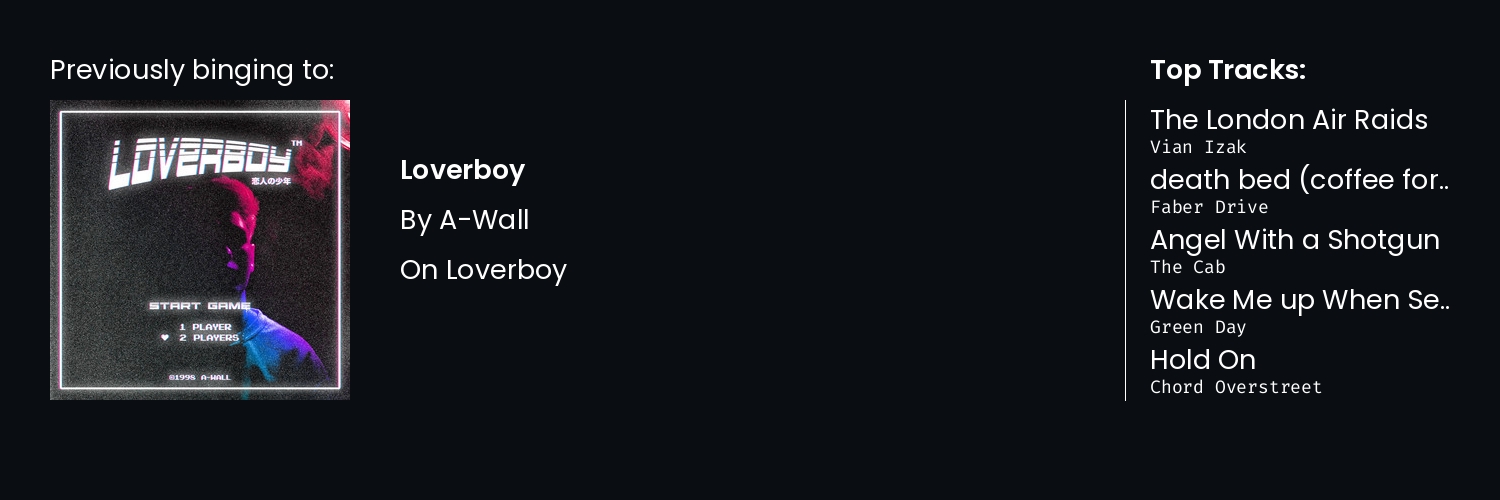 Previously binging to:
LOVERBOY™
恋人の少年
START GAME
1 PLAYER
♥ 2 PLAYERS
©1998 A-WALL
Loverboy
By A-Wall
On Loverboy
Top Tracks:
The London Air Raids
Vian Izak
death bed (coffee for..
Faber Drive
Angel With a Shotgun
The Cab
Wake Me up When Se..
Green Day
Hold On
Chord Overstreet